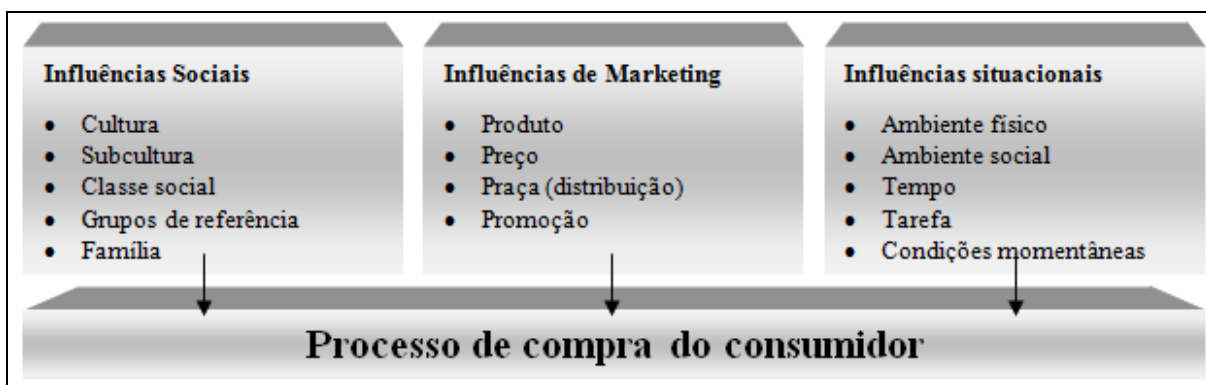 Influências Sociais
• Cultura
• Subcultura
• Classe social
• Grupos de referência
• Família
Influências de Marketing
• Produto
• Preço
• Praça (distribuição)
• Promoção
Influências situacionais
• Ambiente físico
• Ambiente social
• Tempo
• Tarefa
• Condições momentâneas
Processo de compra do consumidor